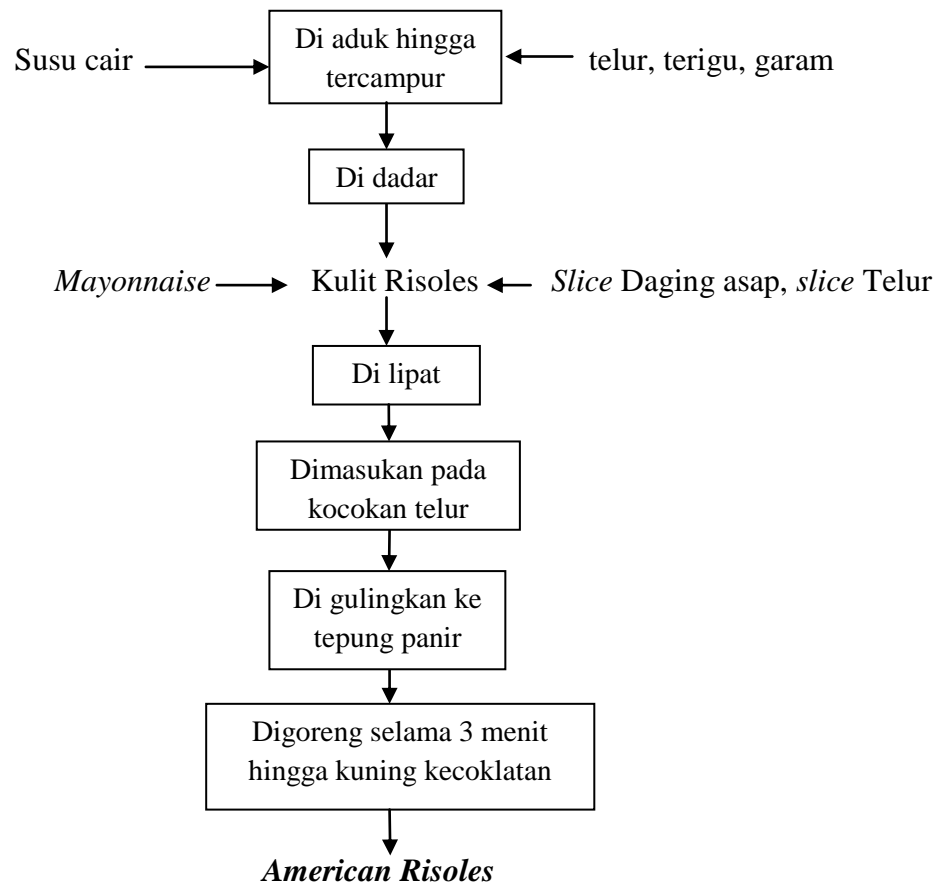 Di aduk hingga
tercampur
Susu cair
telur, terigu, garam
Di dadar
Mayonnaise
Kulit Risoles
Slice Daging asap, slice Telur
Di lipat
Dimasukan pada
kocokan telur
Di gulingkan ke
tepung panir
Digoreng selama 3 menit
hingga kuning kecoklatan
American Risoles